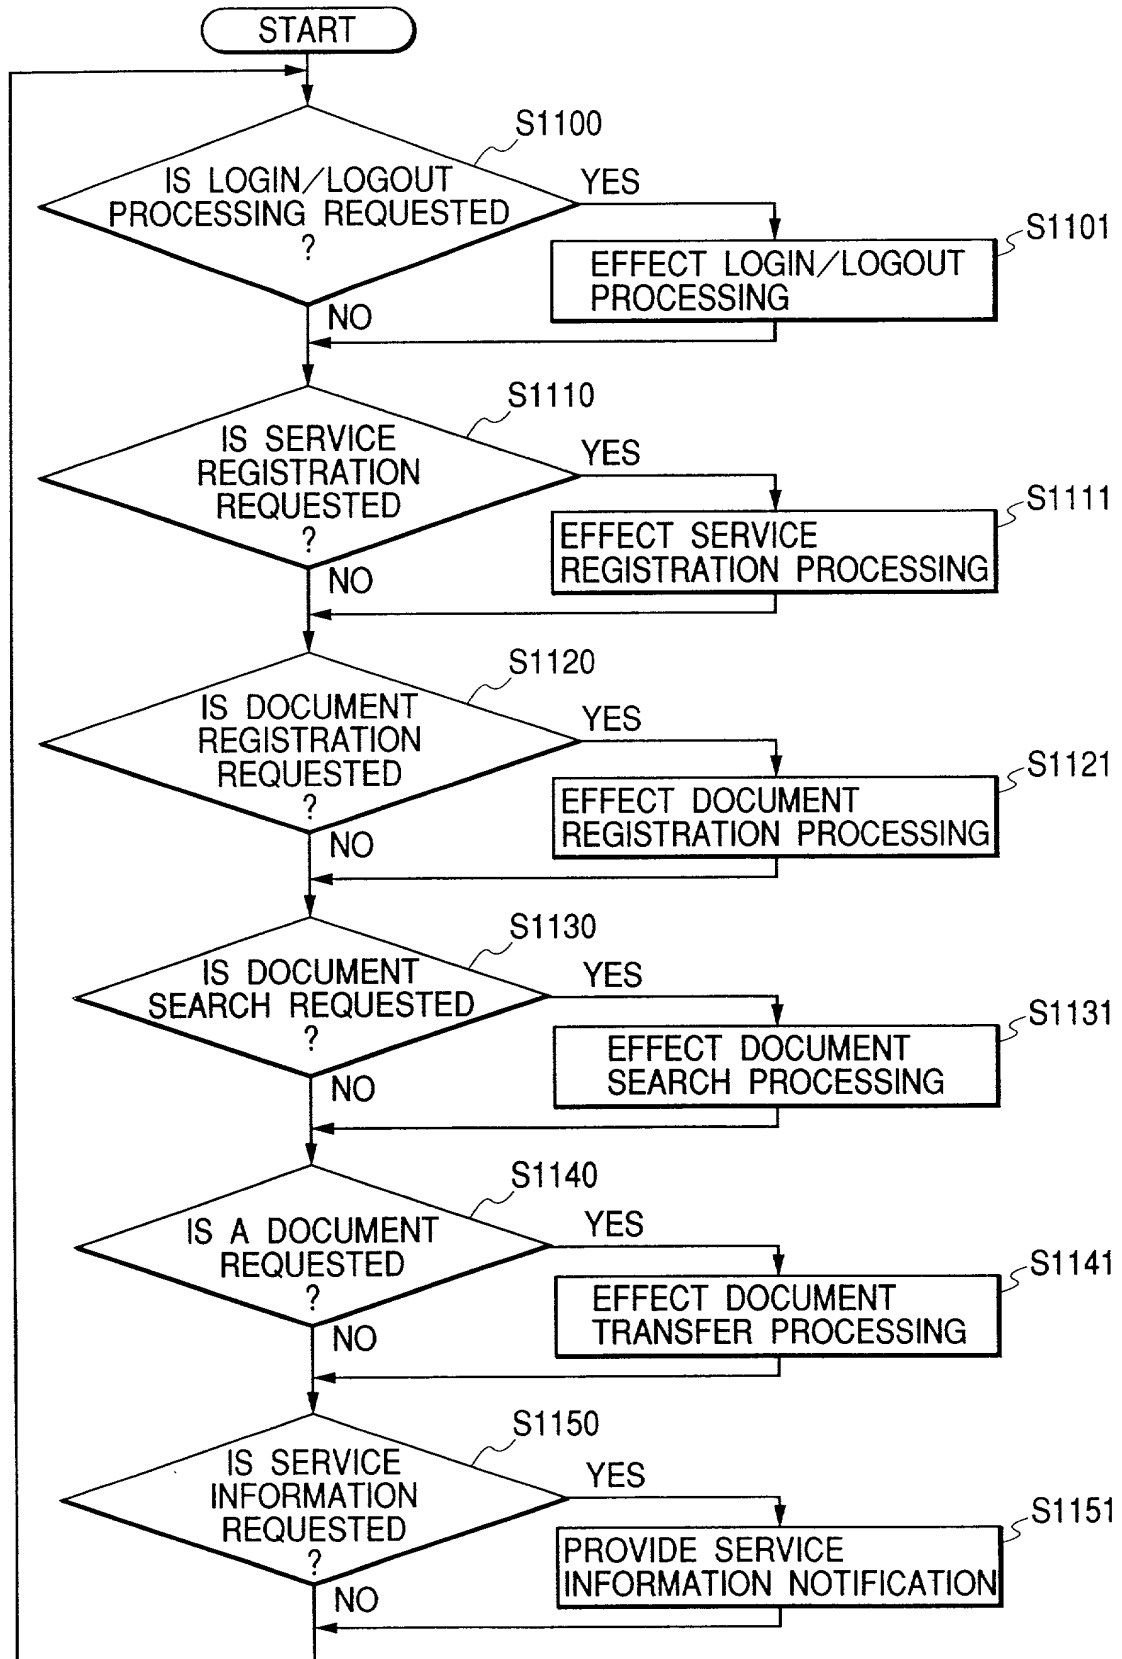 START
S1100
IS LOGIN/LOGOUT
PROCESSING REQUESTED
?
YES
S1101
EFFECT LOGIN/LOGOUT
PROCESSING
NO
S1110
IS SERVICE
REGISTRATION
REQUESTED
?
YES
S1111
EFFECT SERVICE
REGISTRATION PROCESSING
NO
S1120
IS DOCUMENT
REGISTRATION
REQUESTED
?
YES
S1121
EFFECT DOCUMENT
REGISTRATION PROCESSING
NO
S1130
IS DOCUMENT
SEARCH REQUESTED
?
YES
S1131
EFFECT DOCUMENT
SEARCH PROCESSING
NO
S1140
IS A DOCUMENT
REQUESTED
?
YES
S1141
EFFECT DOCUMENT
TRANSFER PROCESSING
NO
S1150
IS SERVICE
INFORMATION
REQUESTED
?
YES
S1151
PROVIDE SERVICE
INFORMATION NOTIFICATION
NO